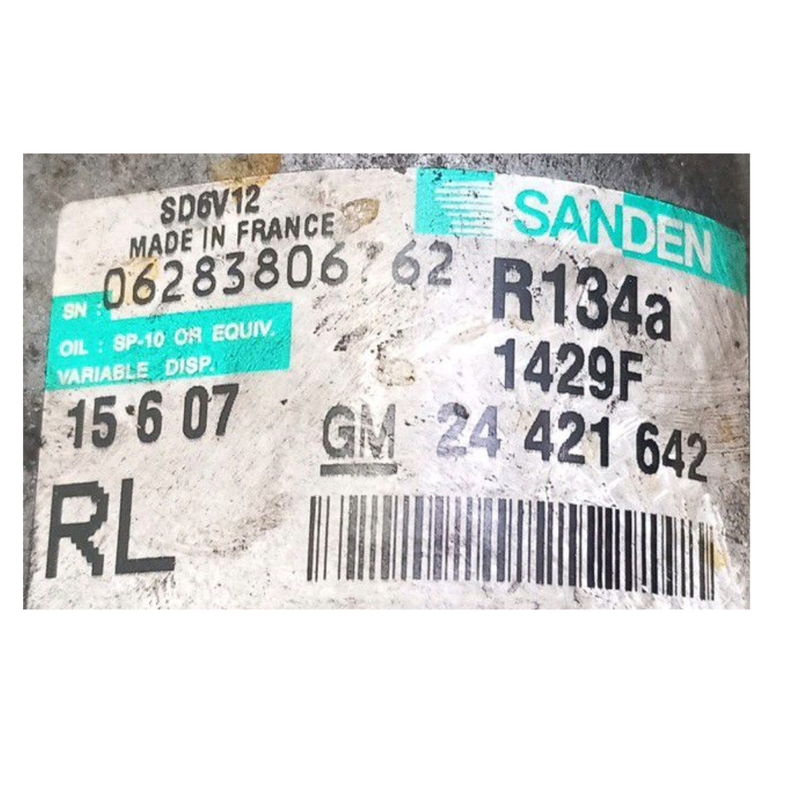 SD6V12
MADE IN FRANCE
SANDEN
SN : 06283806762
R134a
OIL : SP-10 OR EQUIV.
VARIABLE DISP.
1429F
15 6 07
GM 24 421 642
RL